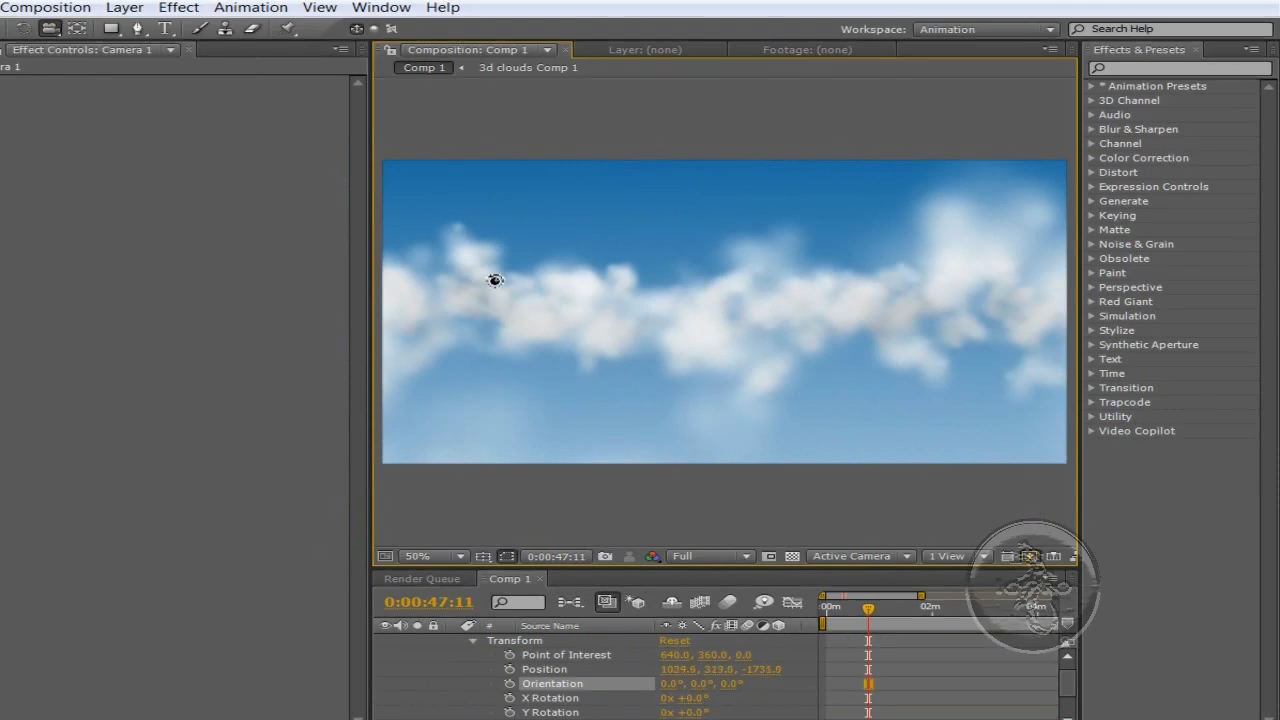 Composition Layer Effect Animation View Window Help
Workspace: Animation Search Help
Effect Controls: Camera 1 Composition: Comp 1 Layer: (none) Footage: (none) Effects & Presets
ra 1 Comp 1 3d clouds Comp 1
* Animation Presets
3D Channel
Audio
Blur & Sharpen
Channel
Color Correction
Distort
Expression Controls
Generate
Keying
Matte
Noise & Grain
Obsolete
Paint
Perspective
Red Giant
Simulation
Stylize
Synthetic Aperture
Text
Time
Transition
Trapcode
Utility
Video Copilot
50% 0:00:47:11 Full Active Camera 1 View
Render Queue Comp 1
0:00:47:11 00m 02m 04m
# Source Name
Transform Reset
Point of Interest 640.0, 360.0, 0.0
Position
Orientation 0.0°, 0.0°, 0.0°
X Rotation 0x +0.0°
Y Rotation 0x +0.0°